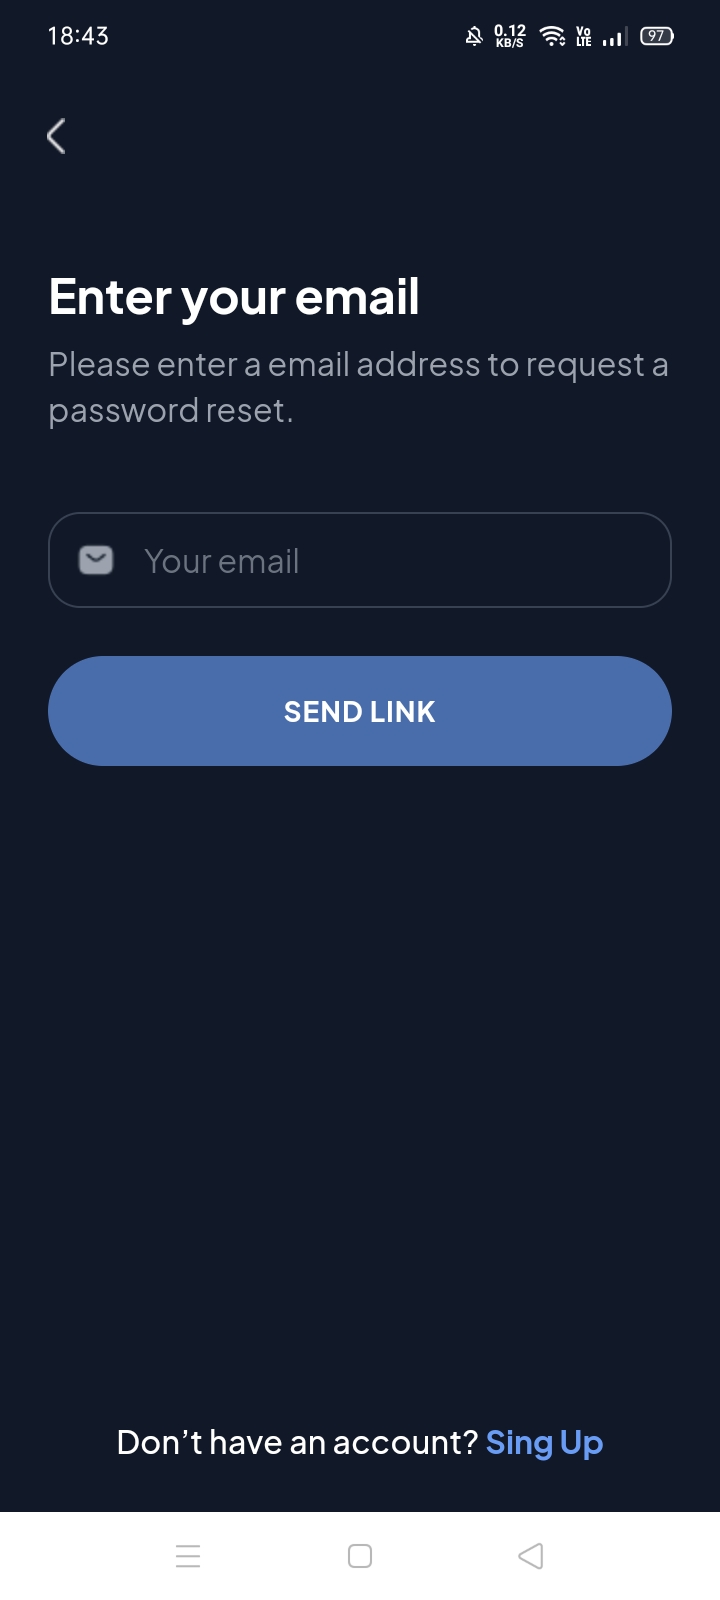 18:43
0.12
KB/S
Vo
LTE
97
Enter your email
Please enter a email address to request a
password reset.
Your email
SEND LINK
Don’t have an account? Sing Up